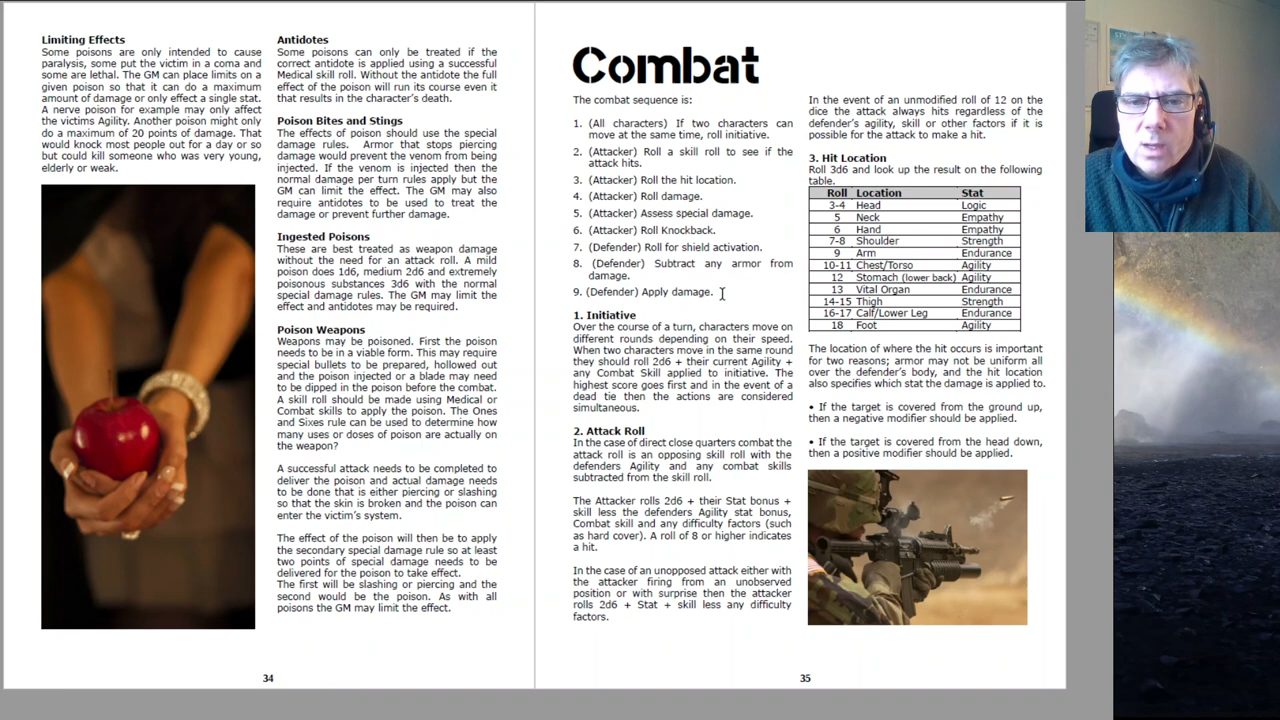 Limiting Effects
Some poisons are only intended to cause
paralysis, some put the victim in a coma and
some are lethal. The GM can place limits on a
given poison so that it can do a maximum
amount of damage or only effect a single stat.
A nerve poison for example may only affect
the victims Agility. Another poison might only
do a maximum of 20 points of damage. That
would knock most people out for a day or so
but could kill someone who was very young,
elderly or weak.
Antidotes
Some poisons can only be treated if the
correct antidote is applied using a successful
Medical skill roll. Without the antidote the full
effect of the poison will run its course even it
that results in the character's death.
Poison Bites and Stings
The effects of poison should use the special
damage rules. Armor that stops piercing
damage would prevent the venom from being
injected. If the venom is injected then the
normal damage per turn rules apply but the
GM can limit the effect. The GM may also
require antidotes to be used to treat the
damage or prevent further damage.
Ingested Poisons
These are best treated as weapon damage
without the need for an attack roll. A mild
poison does 1d6, medium 2d6 and extremely
poisonous substances 3d6 with the normal
special damage rules. The GM may limit the
effect and antidotes may be required.
Poison Weapons
Weapons may be poisoned. First the poison
needs to be in a viable form. This may require
special bullets to be prepared, hollowed out
and the poison injected or a blade may need
to be dipped in the poison before the combat.
A skill roll should be made using Medical or
Combat skills to apply the poison. The Ones
and Sixes rule can be used to determine how
many uses or doses of poison are actually on
the weapon?
A successful attack needs to be completed to
deliver the poison and actual damage needs
to be done that is either piercing or slashing
so that the skin is broken and the poison can
enter the victim's system.
The effect of the poison will then be to apply
the secondary special damage rule so at least
two points of special damage needs to be
delivered for the poison to take effect.
The first will be slashing or piercing and the
second would be the poison. As with all
poisons the GM may limit the effect.
34
Combat
The combat sequence is:
1. (All characters) If two characters can
move at the same time, roll initiative.
2. (Attacker) Roll a skill roll to see if the
attack hits.
3. (Attacker) Roll the hit location.
4. (Attacker) Roll damage.
5. (Attacker) Assess special damage.
6. (Attacker) Roll Knockback.
7. (Defender) Roll for shield activation.
8. (Defender) Subtract any armor from
damage.
9. (Defender) Apply damage.
1. Initiative
Over the course of a turn, characters move on
different rounds depending on their speed.
When two characters move in the same round
they should roll 2d6 + their current Agility +
any Combat Skill applied to initiative. The
highest score goes first and in the event of a
dead tie then the actions are considered
simultaneous.
2. Attack Roll
In the case of direct close quarters combat the
attack roll is an opposing skill roll with the
defenders Agility and any combat skills
subtracted from the skill roll.
The Attacker rolls 2d6 + their Stat bonus +
skill less the defenders Agility stat bonus,
Combat skill and any difficulty factors (such
as hard cover). A roll of 8 or higher indicates
a hit.
In the case of an unopposed attack either with
the attacker firing from an unobserved
position or with surprise then the attacker
rolls 2d6 + Stat + skill less any difficulty
factors.
In the event of an unmodified roll of 12 on the
dice the attack always hits regardless of the
defender's agility, skill or other factors if it is
possible for the attack to make a hit.
3. Hit Location
Roll 3d6 and look up the result on the following
table.
Roll Location Stat
3-4 Head Logic
5 Neck Empathy
6 Hand Empathy
7-8 Shoulder Strength
9 Arm Endurance
10-11 Chest/Torso Agility
12 Stomach (lower back) Agility
13 Vital Organ Endurance
14-15 Thigh Strength
16-17 Calf/Lower Leg Endurance
18 Foot Agility
The location of where the hit occurs is important
for two reasons; armor may not be uniform all
over the defender's body, and the hit location
also specifies which stat the damage is applied to.
• If the target is covered from the ground up,
then a negative modifier should be applied.
• If the target is covered from the head down,
then a positive modifier should be applied.
35